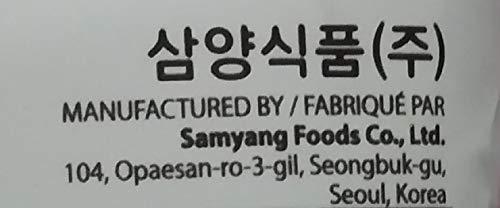 삼양식품(주)
MANUFACTURED BY / FABRIQUÉ PAR
Samyang Foods Co., Ltd.
104, Opaesan-ro-3-gil, Seongbuk-gu,
Seoul, Korea